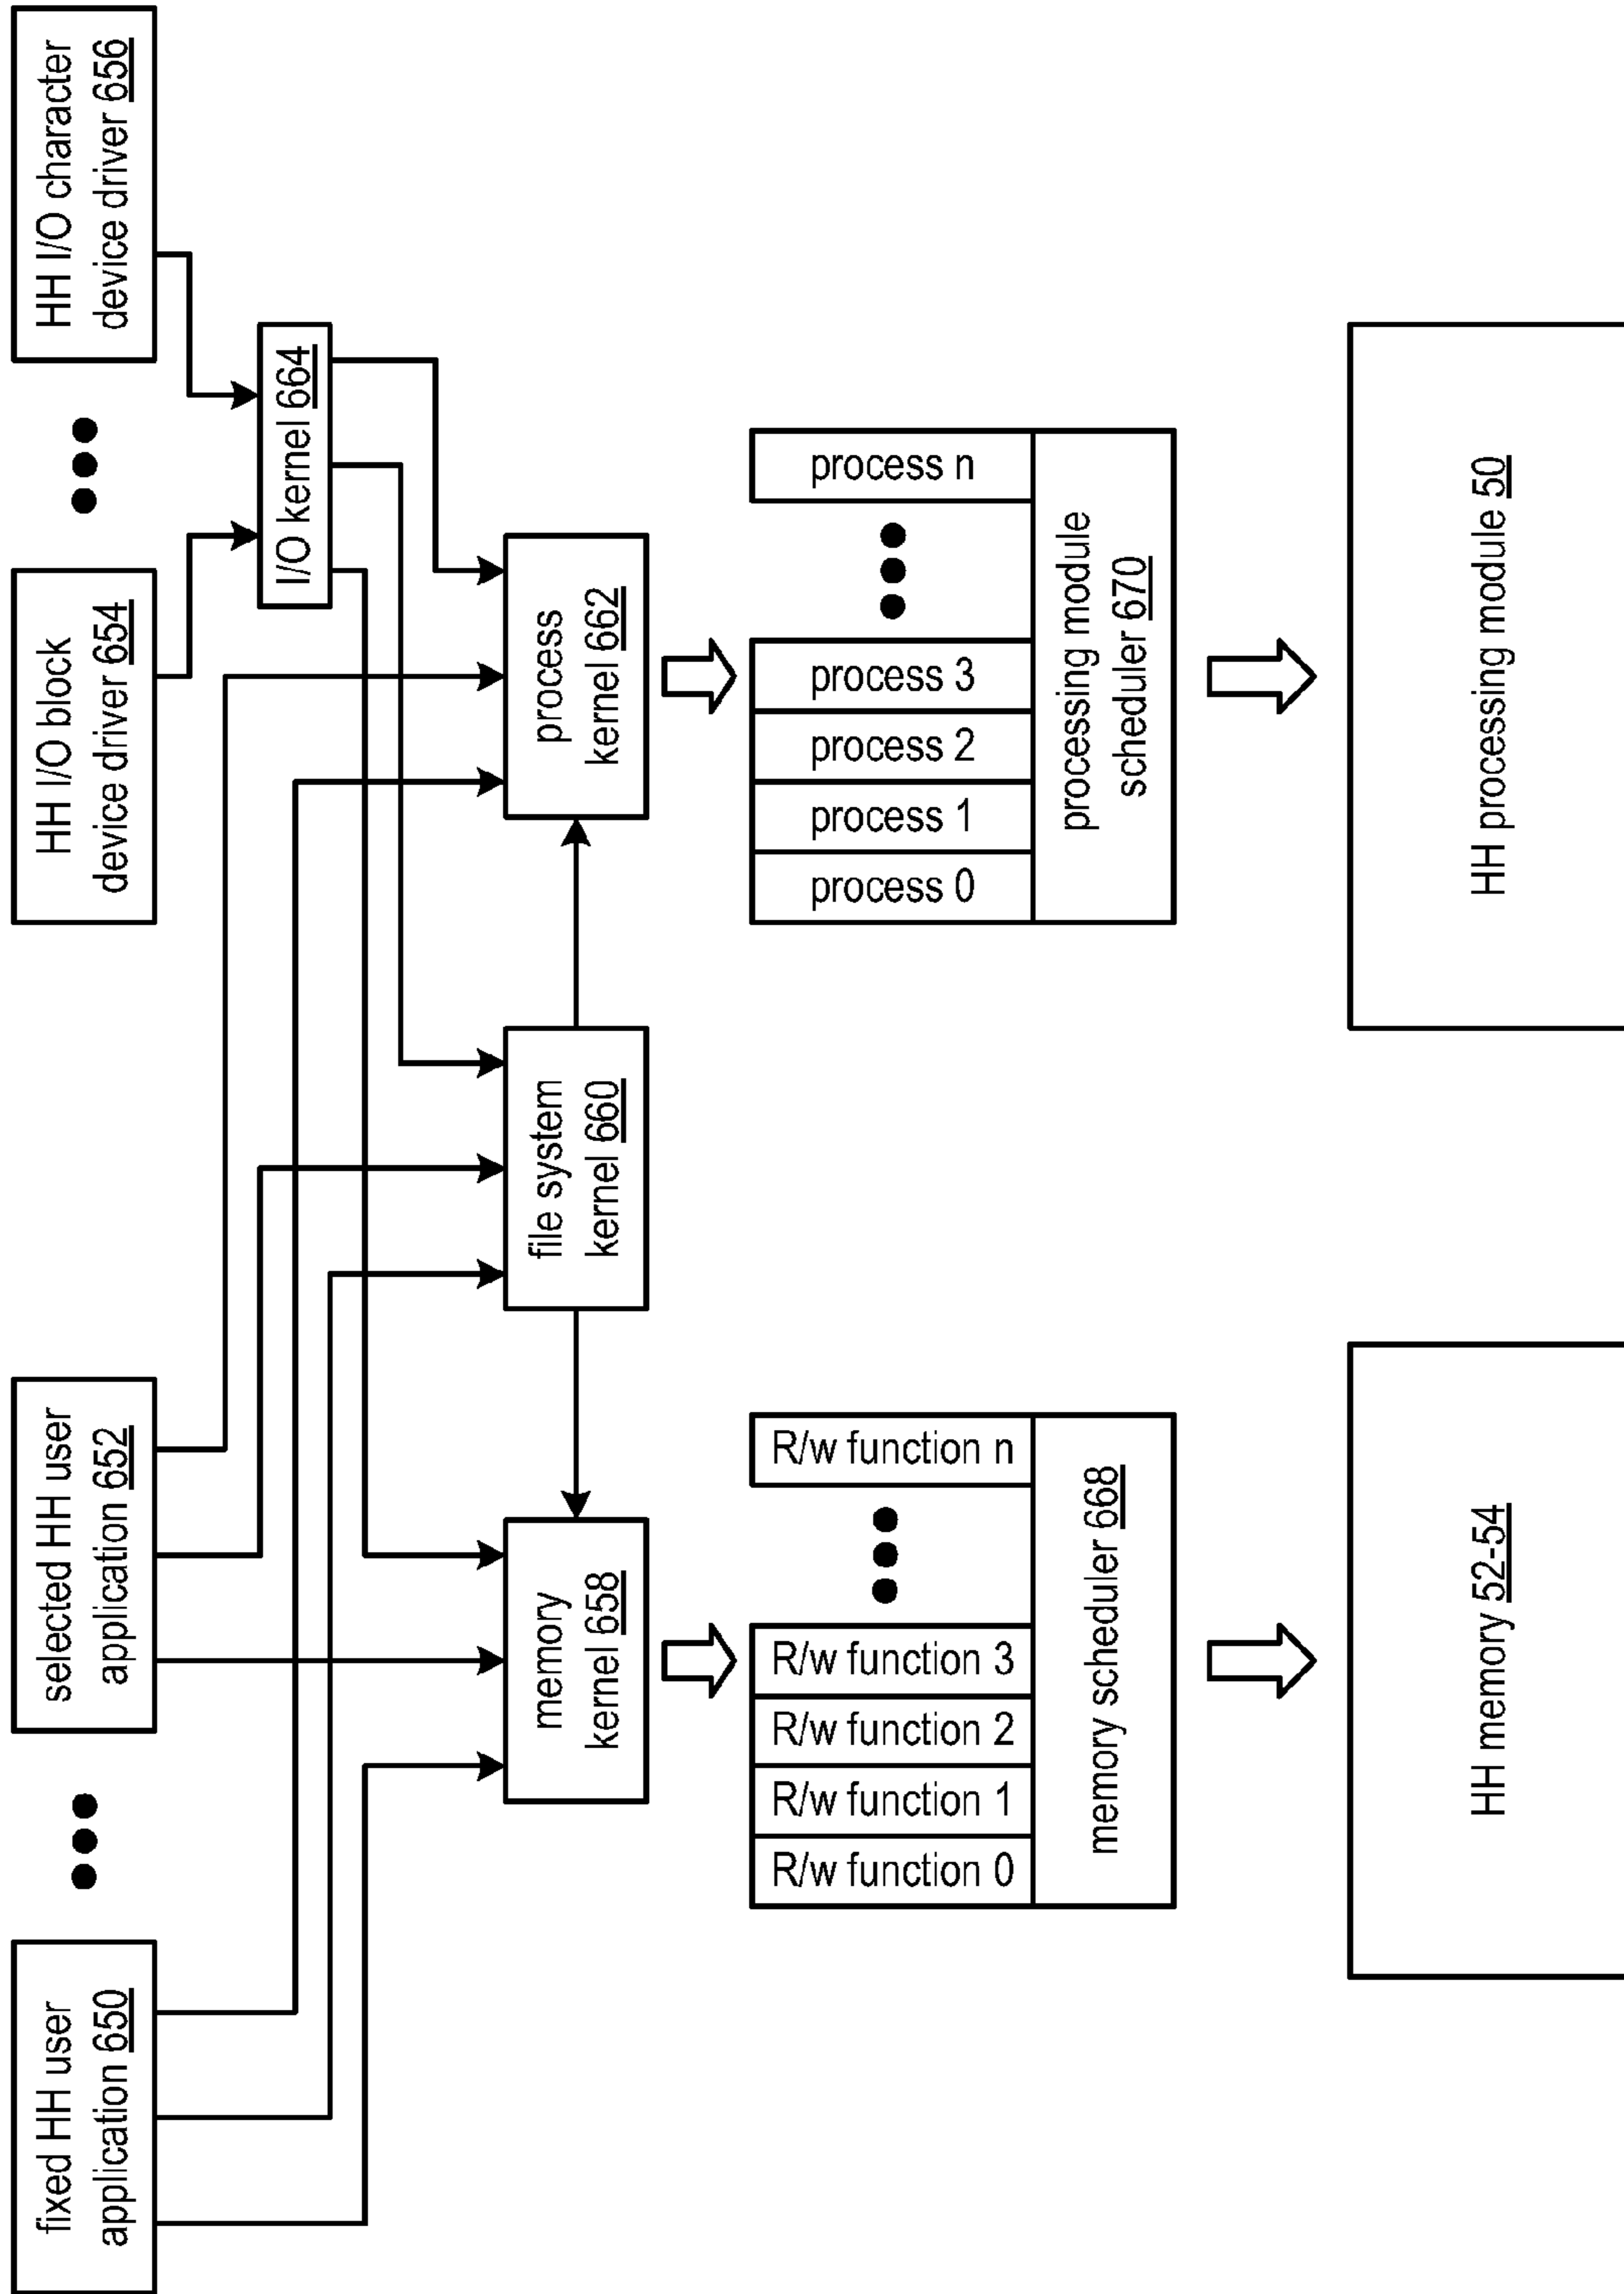 fixed HH user
application 650
selected HH user
application 652
HH I/O block
device driver 654
HH I/O character
device driver 656
I/O kernel 664
memory
kernel 658
file system
kernel 660
process
kernel 662
R/w function 0
R/w function 1
R/w function 2
R/w function 3
R/w function n
memory scheduler 668
process 0
process 1
process 2
process 3
process n
processing module
scheduler 670
HH memory 52-54
HH processing module 50